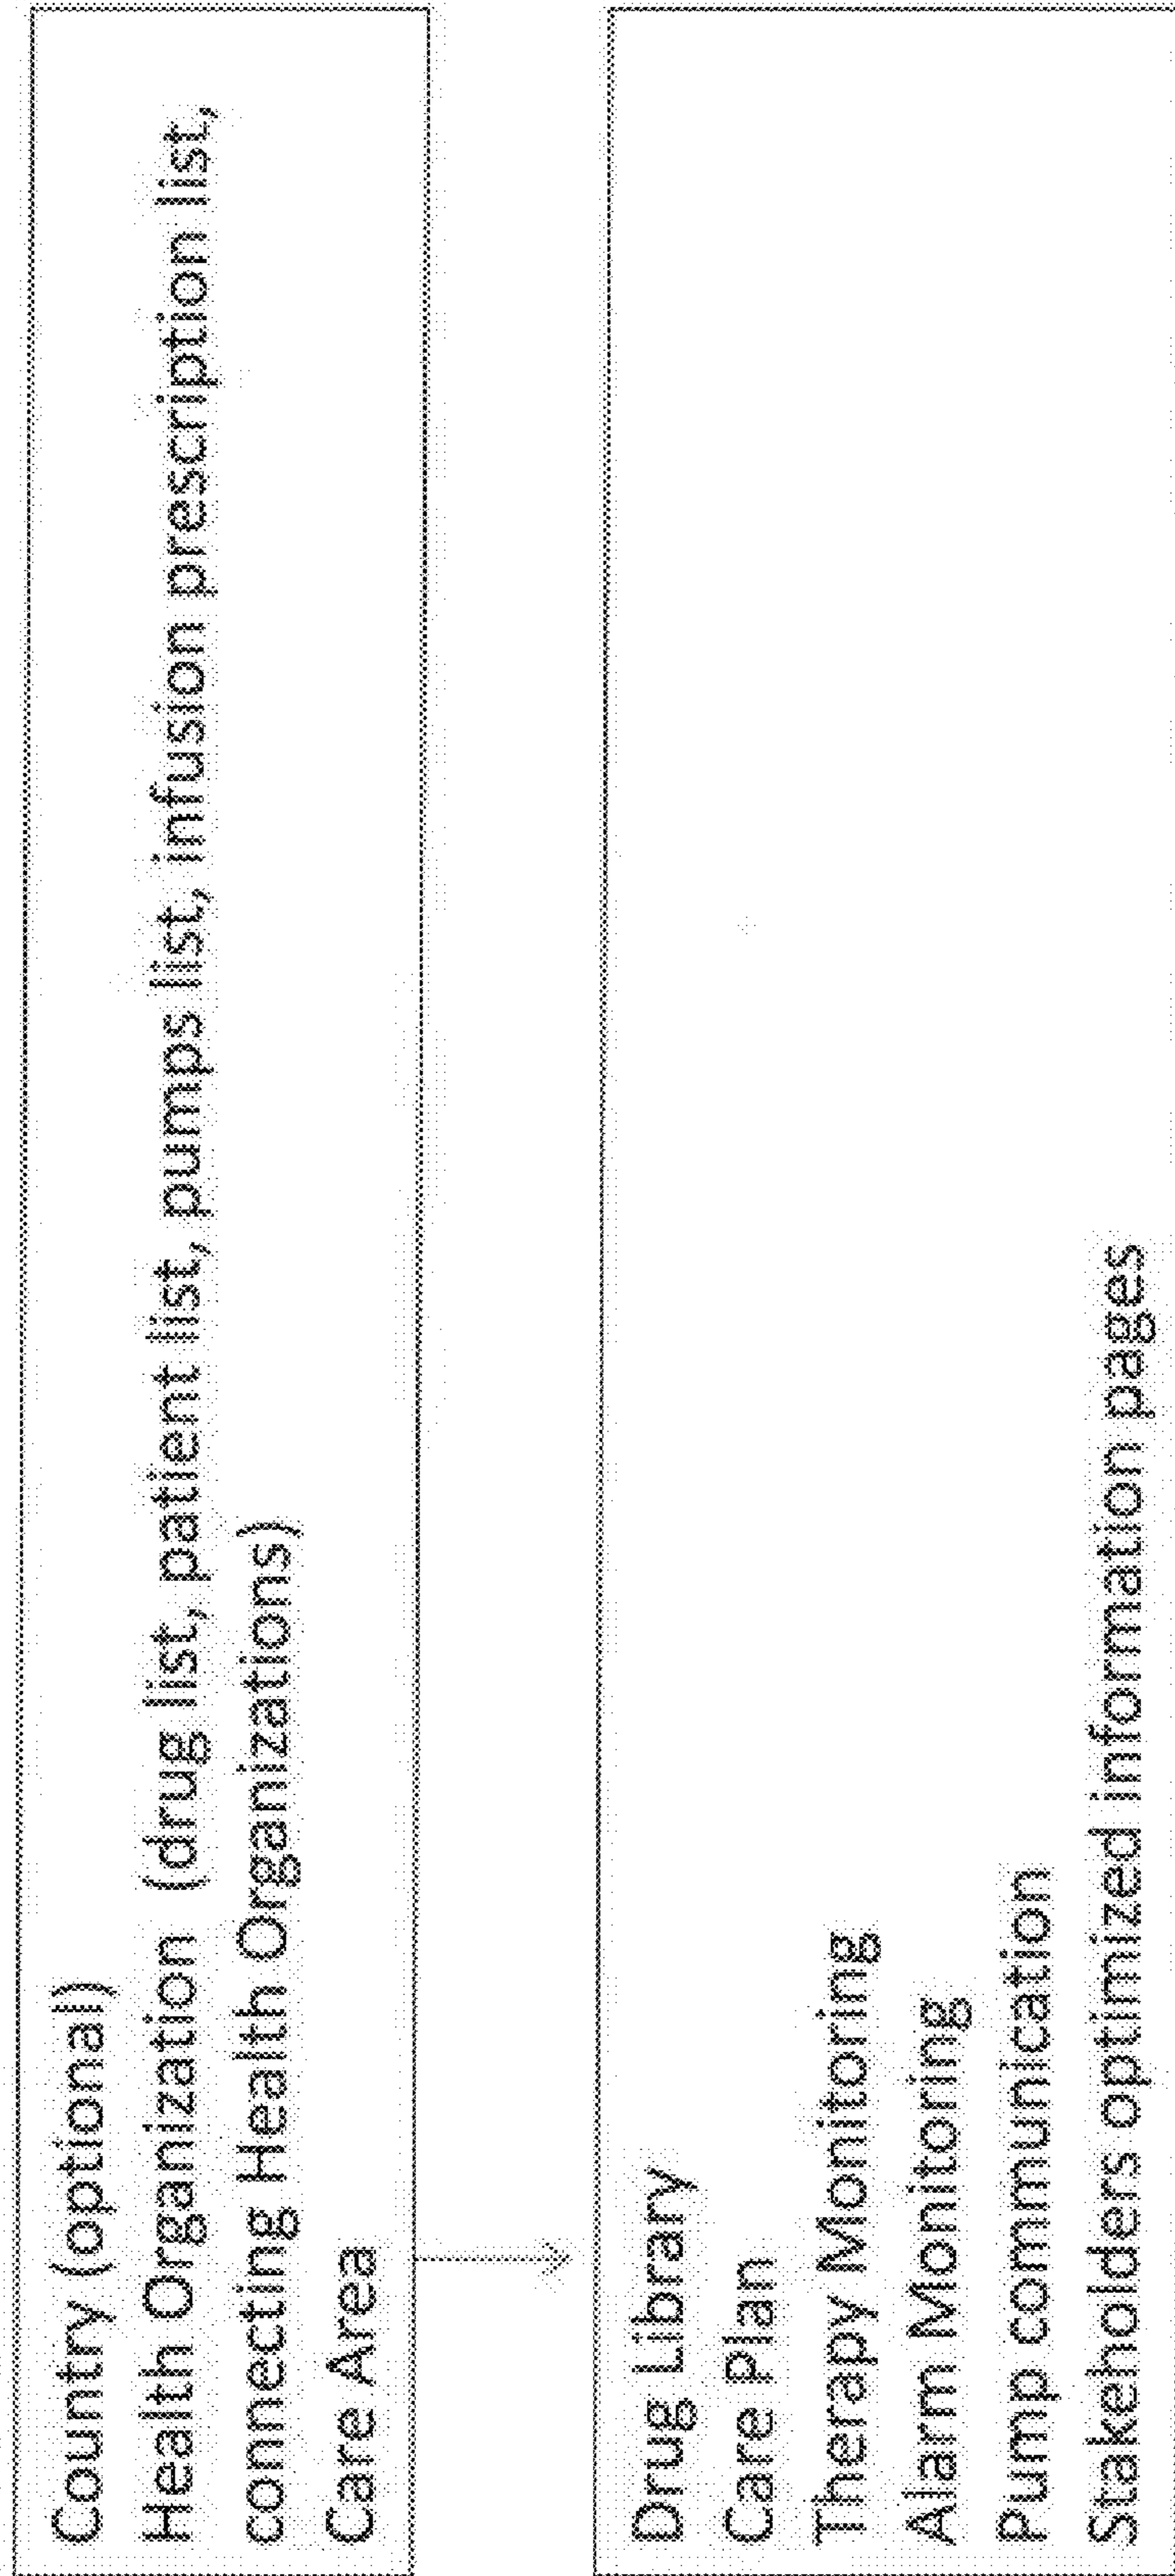 Country (optional)
Health Organization (drug list, patient list, pumps list, infusion prescription list,
connecting Health Organizations)
Care Area
Drug Library
Care Plan
Therapy Monitoring
Alarm Monitoring
Pump communication
Stakeholders optimized information pages